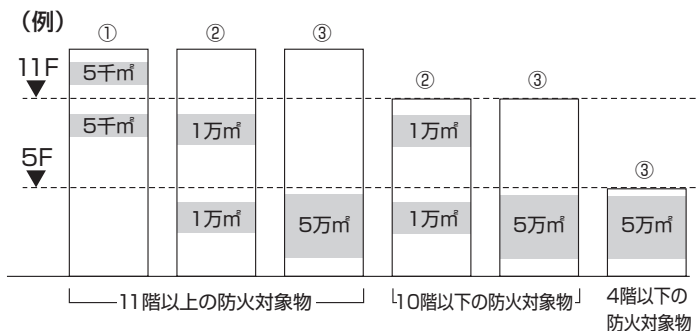 (例)
① ② ③
11F 5千㎡
② ③
5千㎡ 1万㎡ 1万㎡
5F
③
1万㎡ 5万㎡ 1万㎡ 5万㎡ 5万㎡
11階以上の防火対象物 10階以下の防火対象物 4階以下の
防火対象物